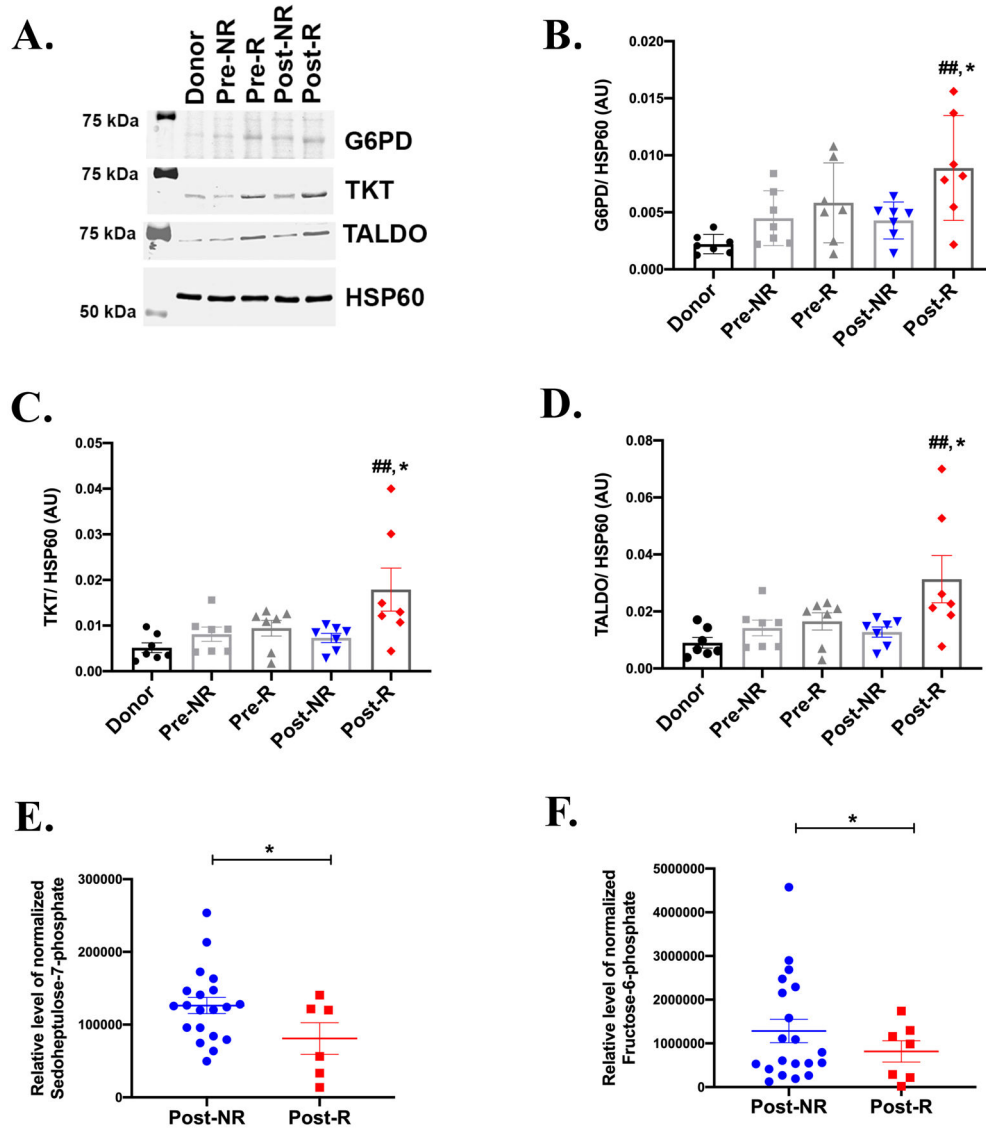 A.
Donor
Pre-NR
Pre-R
Post-NR
Post-R
75 kDa
G6PD
75 kDa
TKT
75 kDa
TALDO
HSP60
50 kDa
B.
G6PD/ HSP60 (AU)
0.020
0.015
0.010
0.005
0.000
##, *
Donor
Pre-NR
Pre-R
Post-NR
Post-R
C.
TKT/ HSP60 (AU)
0.05
0.04
0.03
0.02
0.01
0.00
##, *
Donor
Pre-NR
Pre-R
Post-NR
Post-R
D.
TALDO/ HSP60 (AU)
0.08
0.06
0.04
0.02
0.00
##, *
Donor
Pre-NR
Pre-R
Post-NR
Post-R
E.
Relative level of normalized
Sedoheptulose-7-phosphate
300000
200000
100000
0
*
Post-NR
Post-R
F.
Relative level of normalized
Fructose-6-phosphate
5000000
4000000
3000000
2000000
1000000
0
*
Post-NR
Post-R